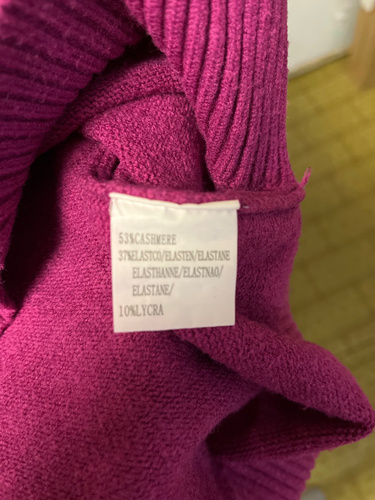 53%CASHMERE
37%ELASTCO/ELASTEN/ELASTANE
ELASTHANNE/ELASTNAO/
ELASTANE/
10%LYCRA